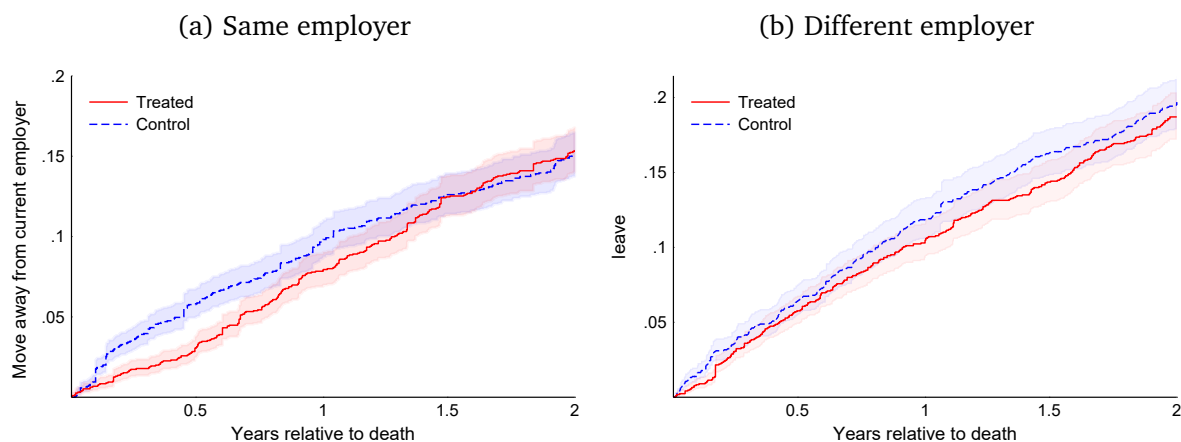 (a) Same employer
Move away from current employer
.2
.15
.1
.05
Treated
Control
0.5
1
1.5
2
Years relative to death
(b) Different employer
leave
.2
.15
.1
.05
Treated
Control
0.5
1
1.5
2
Years relative to death